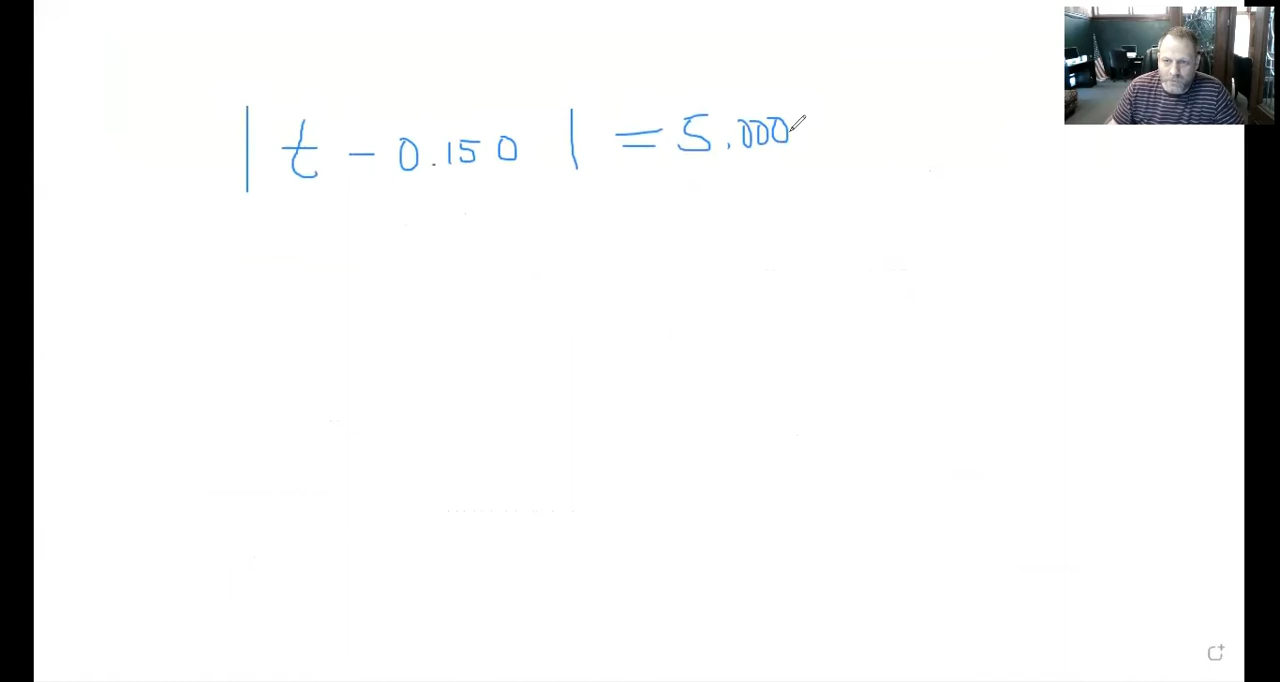 | t - 0.150 | = 5.000